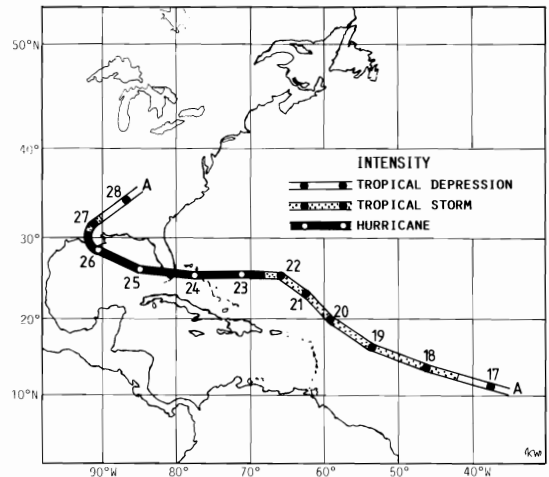 50°N
40°
30°
20°
10°N
90°W
80°
70°
60°
50°
40°W
INTENSITY
TROPICAL DEPRESSION
TROPICAL STORM
HURRICANE
A
28
27
26
25
24
23
22
21
20
19
18
17
A